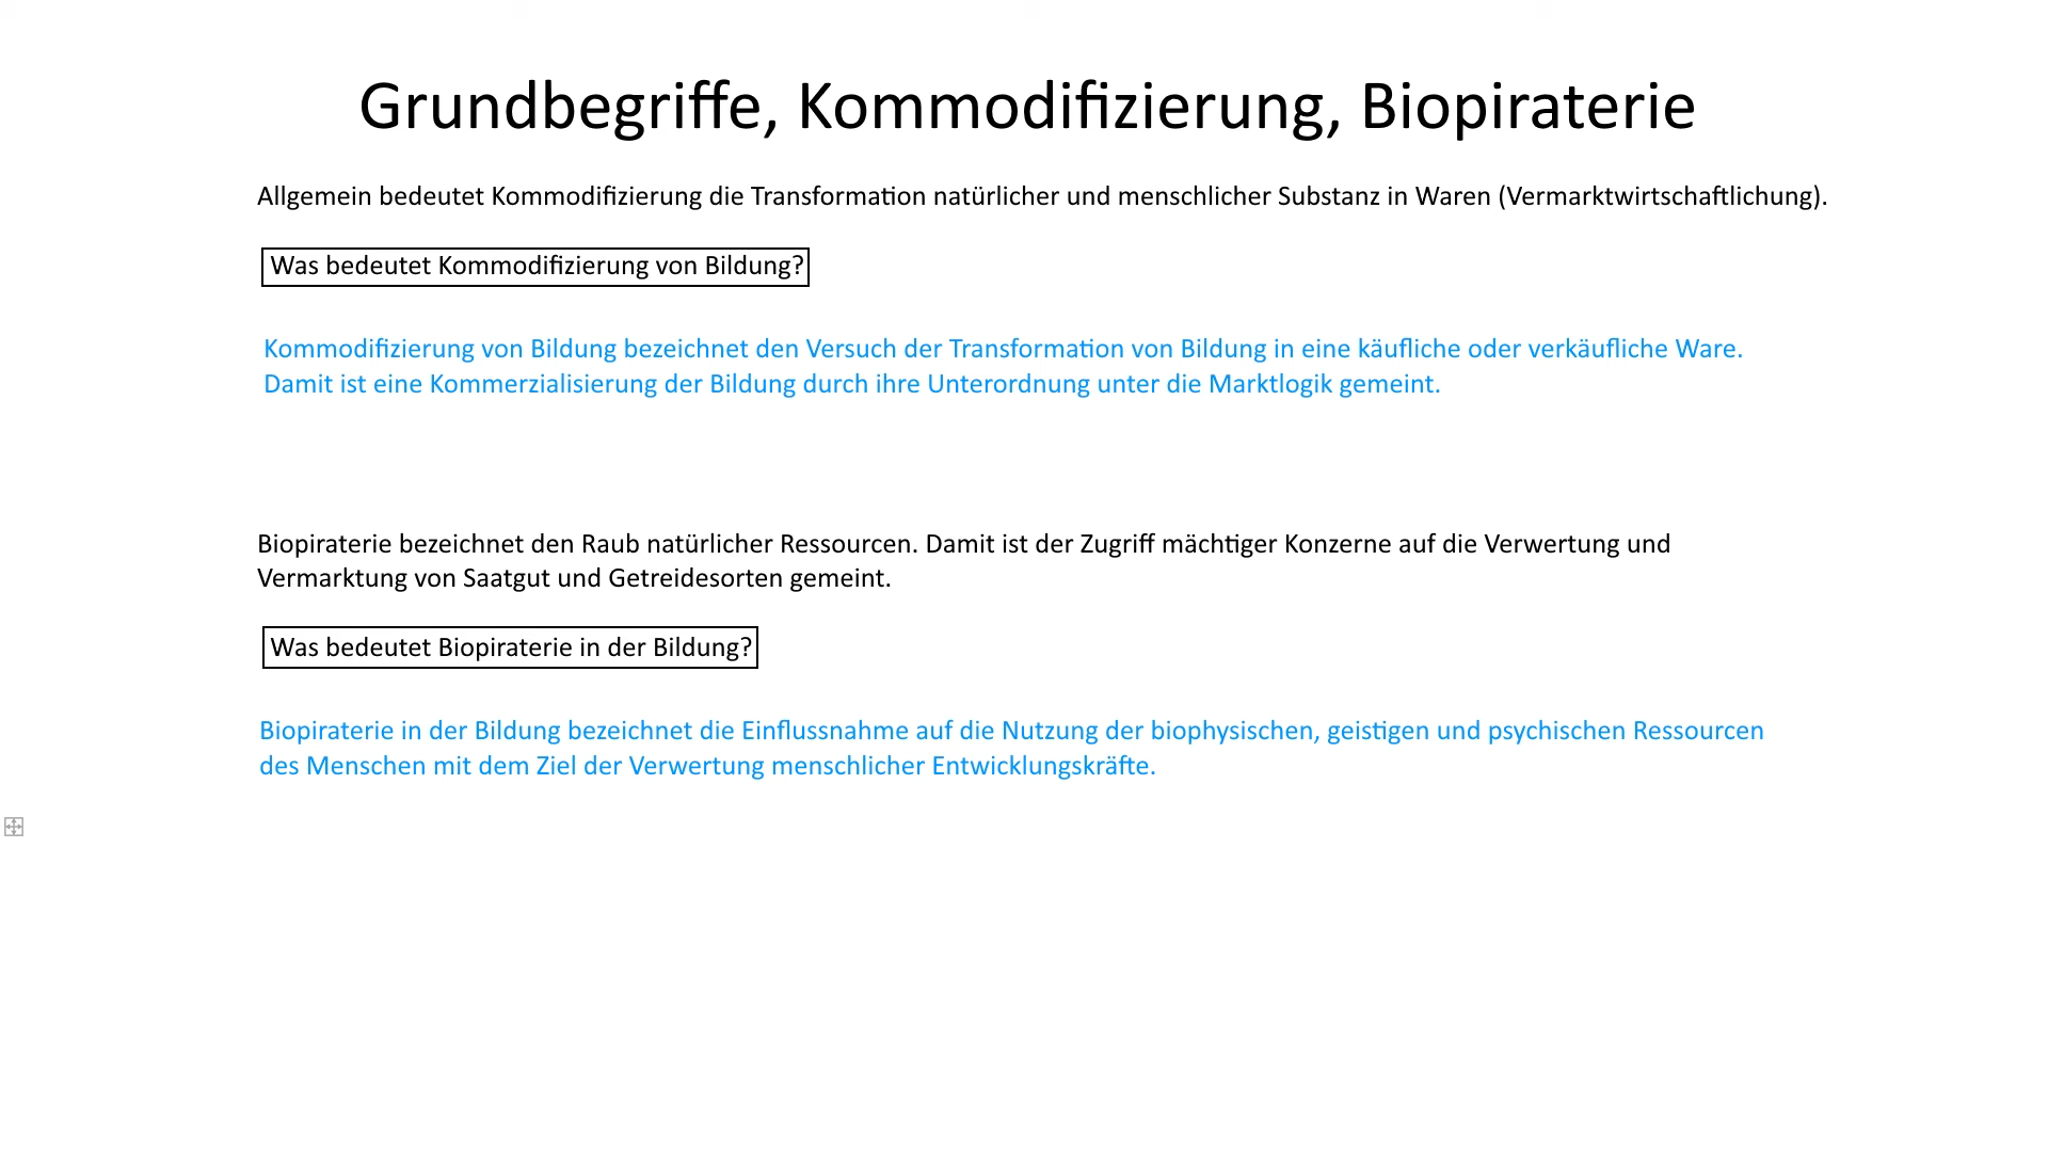 Grundbegriffe, Kommodifizierung, Biopiraterie
Allgemein bedeutet Kommodifizierung die Transformation natürlicher und menschlicher Substanz in Waren (Vermarktwirtschaftlichung).
Was bedeutet Kommodifizierung von Bildung?
Kommodifizierung von Bildung bezeichnet den Versuch der Transformation von Bildung in eine käufliche oder verkäufliche Ware.
Damit ist eine Kommerzialisierung der Bildung durch ihre Unterordnung unter die Marktlogik gemeint.
Biopiraterie bezeichnet den Raub natürlicher Ressourcen. Damit ist der Zugriff mächtiger Konzerne auf die Verwertung und
Vermarktung von Saatgut und Getreidesorten gemeint.
Was bedeutet Biopiraterie in der Bildung?
Biopiraterie in der Bildung bezeichnet die Einflussnahme auf die Nutzung der biophysischen, geistigen und psychischen Ressourcen
des Menschen mit dem Ziel der Verwertung menschlicher Entwicklungskräfte.